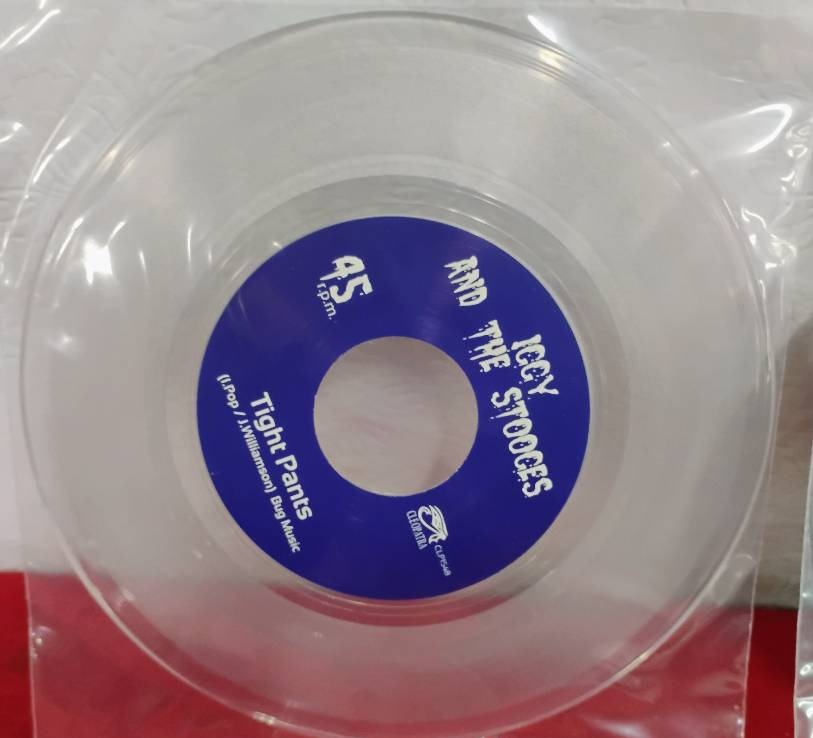 IGGY
AND THE STOOGES
45
r.p.m.
CLEOPATRA
Tight Pants
(I.Pop / J.Williamson) Bug Music